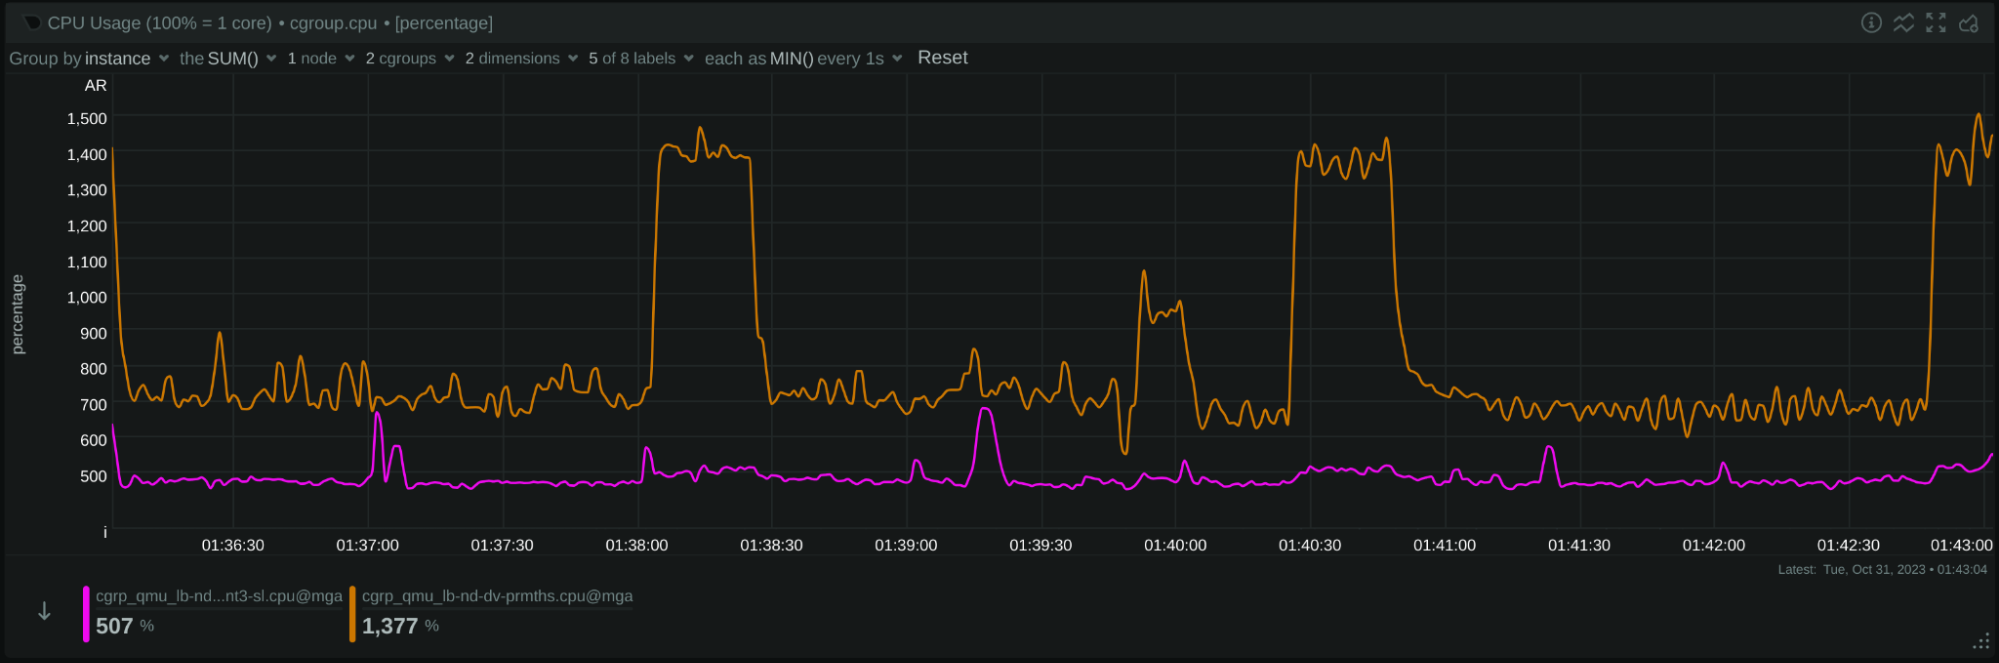 CPU Usage (100% = 1 core) • cgroup.cpu • [percentage]
Group by instance the SUM() 1 node 2 cgroups 2 dimensions 5 of 8 labels each as MIN() every 1s Reset
AR
1,500
1,400
1,300
1,200
1,100
1,000
900
800
700
600
500
i
percentage
01:36:30 01:37:00 01:37:30 01:38:00 01:38:30 01:39:00 01:39:30 01:40:00 01:40:30 01:41:00 01:41:30 01:42:00 01:42:30 01:43:00
Latest: Tue, Oct 31, 2023 • 01:43:04
cgrp_qmu_lb-nd...nt3-sl.cpu@mga cgrp_qmu_lb-nd-dv-prmths.cpu@mga
507 % 1,377 %